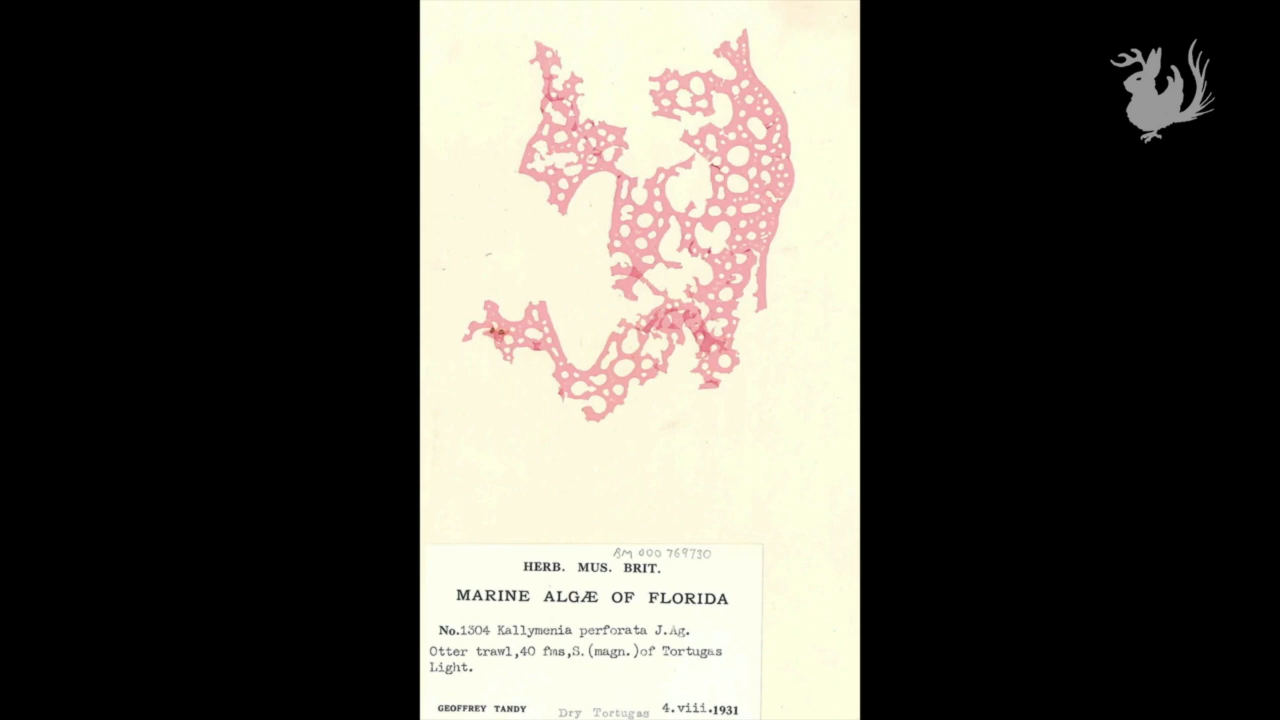 BM 000 769730
HERB. MUS. BRIT.
MARINE ALGÆ OF FLORIDA
No.1304 Kallymenia perforata J.Ag.
Otter trawl,40 fms,S.(magn.)of Tortugas
Light.
GEOFFREY TANDY Dry Tortugas 4.viii.1931